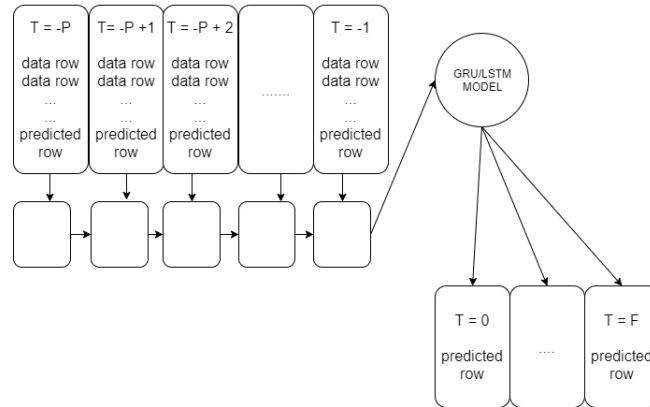 T = -P
data row
data row
...
...
predicted
row
T= -P +1
data row
data row
...
...
predicted
row
T = -P + 2
data row
data row
...
...
predicted
row
.......
T = -1
data row
data row
...
...
predicted
row
GRU/LSTM
MODEL
T = 0
predicted
row
....
T = F
predicted
row